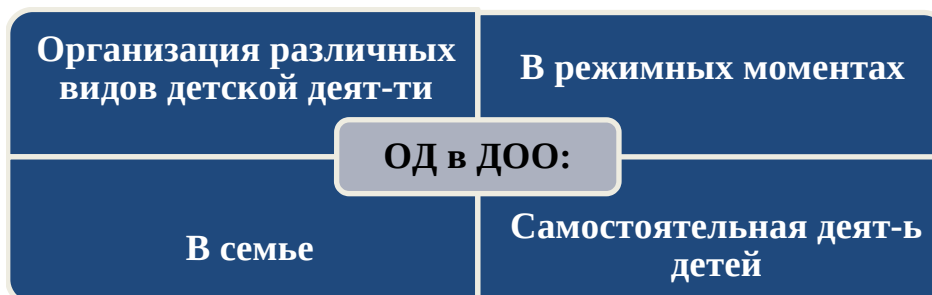 Организация различных
видов детской деят-ти
В режимных моментах
ОД в ДОО:
В семье
Самостоятельная деят-ь
детей